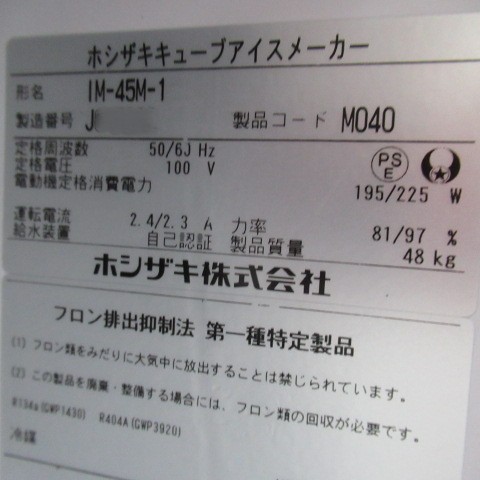 ホシザキキューブアイスメーカー
形名 IM-45M-1
製造番号 J 製品コード M040
定格周波数 50/6J Hz
定格電圧 100 V
PS E
電動機定格消費電力 195/225 W
運転電流 2.4/2.3 A 力率 81/97 %
給水装置 自己認証 製品質量 48 kg
ホシザキ株式会社
フロン排出抑制法 第一種特定製品
(1) フロン類をみだりに大気中に放出することは禁じられています。
(2) この製品を廃棄・整備する場合には、フロン類の回収が必要です。
R134a(GWP1430) R404A(GWP3920)
冷媒